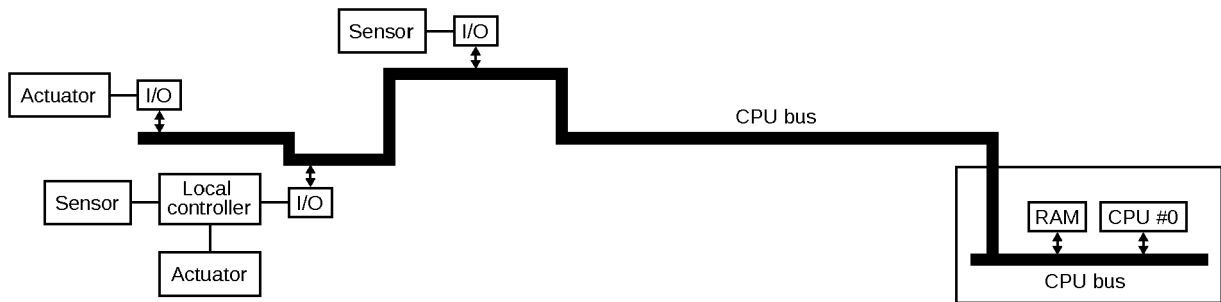 Sensor
I/O
Actuator
I/O
CPU bus
Sensor
Local
controller
I/O
Actuator
RAM
CPU #0
CPU bus